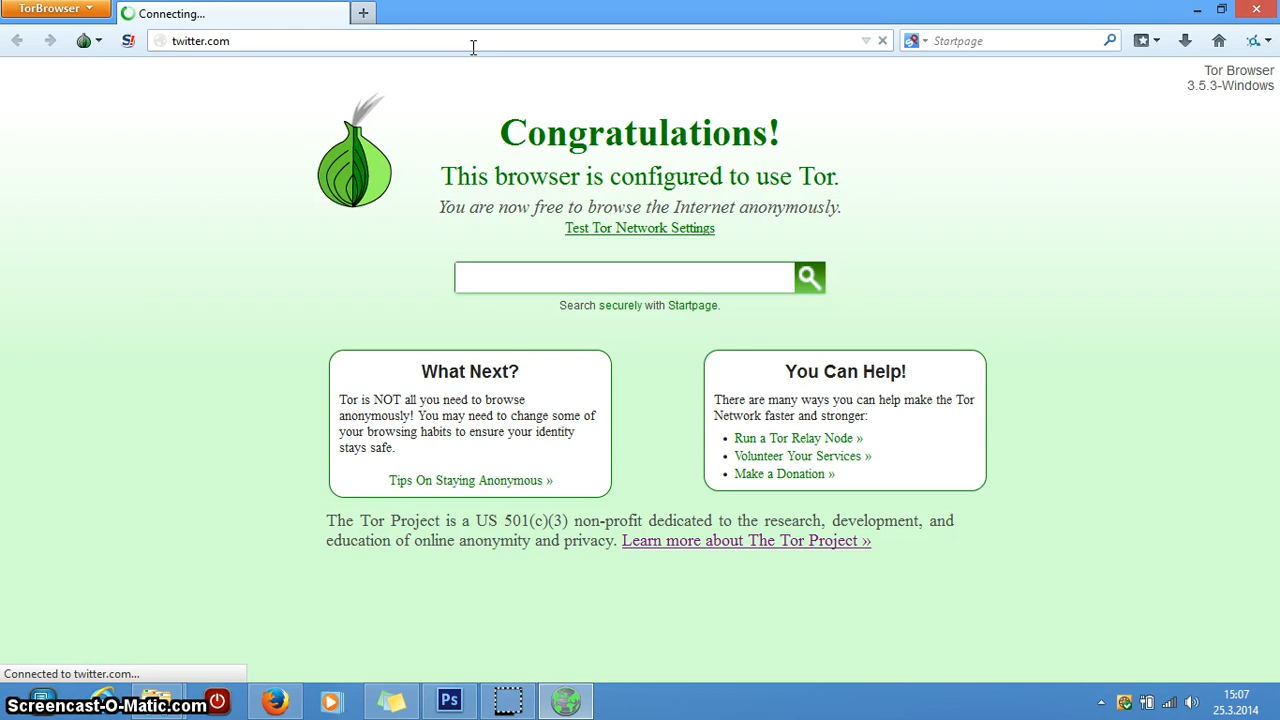 TorBrowser
Connecting...
twitter.com
Startpage
Tor Browser
3.5.3-Windows
Congratulations!
This browser is configured to use Tor.
You are now free to browse the Internet anonymously.
Test Tor Network Settings
Search securely with Startpage.
What Next?
Tor is NOT all you need to browse
anonymously! You may need to change some of
your browsing habits to ensure your identity
stays safe.
Tips On Staying Anonymous »
You Can Help!
There are many ways you can help make the Tor
Network faster and stronger:
• Run a Tor Relay Node »
• Volunteer Your Services »
• Make a Donation »
The Tor Project is a US 501(c)(3) non-profit dedicated to the research, development, and
education of online anonymity and privacy. Learn more about The Tor Project »
Connected to twitter.com...
Screencast-O-Matic.com
Ps
15:07
25.3.2014